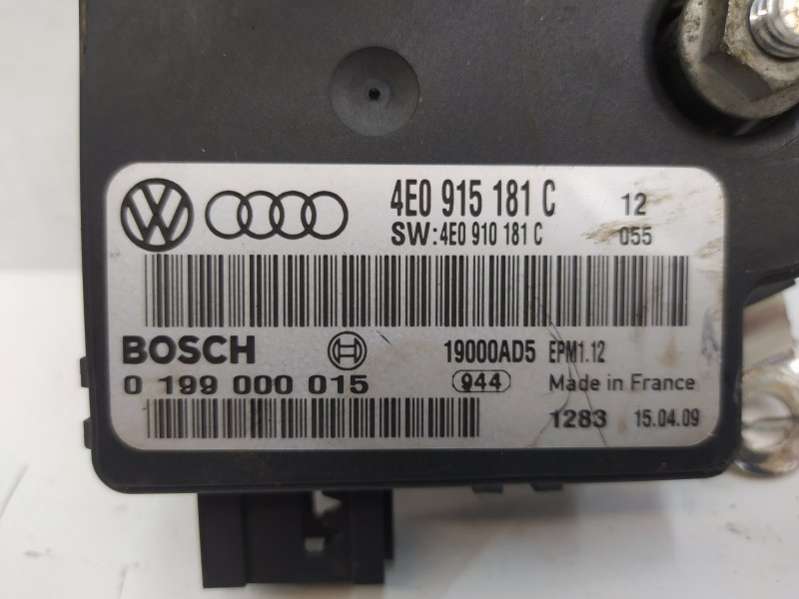 4E0 915 181 C 12
SW:4E0 910 181 C 055
BOSCH 19000AD5 EPM1.12
0 199 000 015 944 Made in France
1283 15.04.09